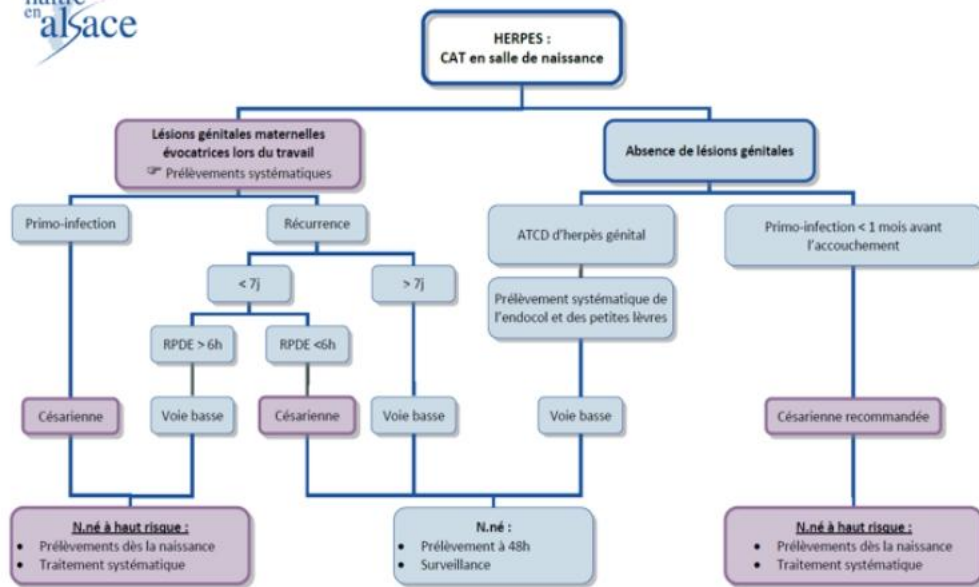 naître
en
alsace
HERPES :
CAT en salle de naissance
Lésions génitales maternelles
évocatrices lors du travail
☞ Prélèvements systématiques
Absence de lésions génitales
Primo-infection
Récurrence
ATCD d'herpès génital
Primo-infection < 1 mois avant
l'accouchement
< 7j
> 7j
Prélèvement systématique de
l'endocol et des petites lèvres
RPDE > 6h
RPDE <6h
Césarienne
Voie basse
Césarienne
Voie basse
Voie basse
Césarienne recommandée
N.né à haut risque :
• Prélèvements dès la naissance
• Traitement systématique
N.né :
• Prélèvement à 48h
• Surveillance
N.né à haut risque :
• Prélèvements dès la naissance
• Traitement systématique